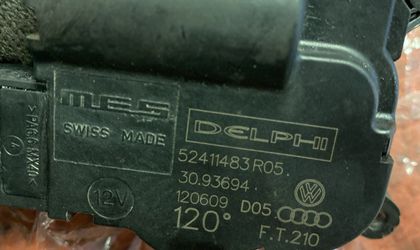 MES
SWISS MADE
DELPHI
52411483 R05.
30.93694.
120609 D05
120°
F.T.210
12V